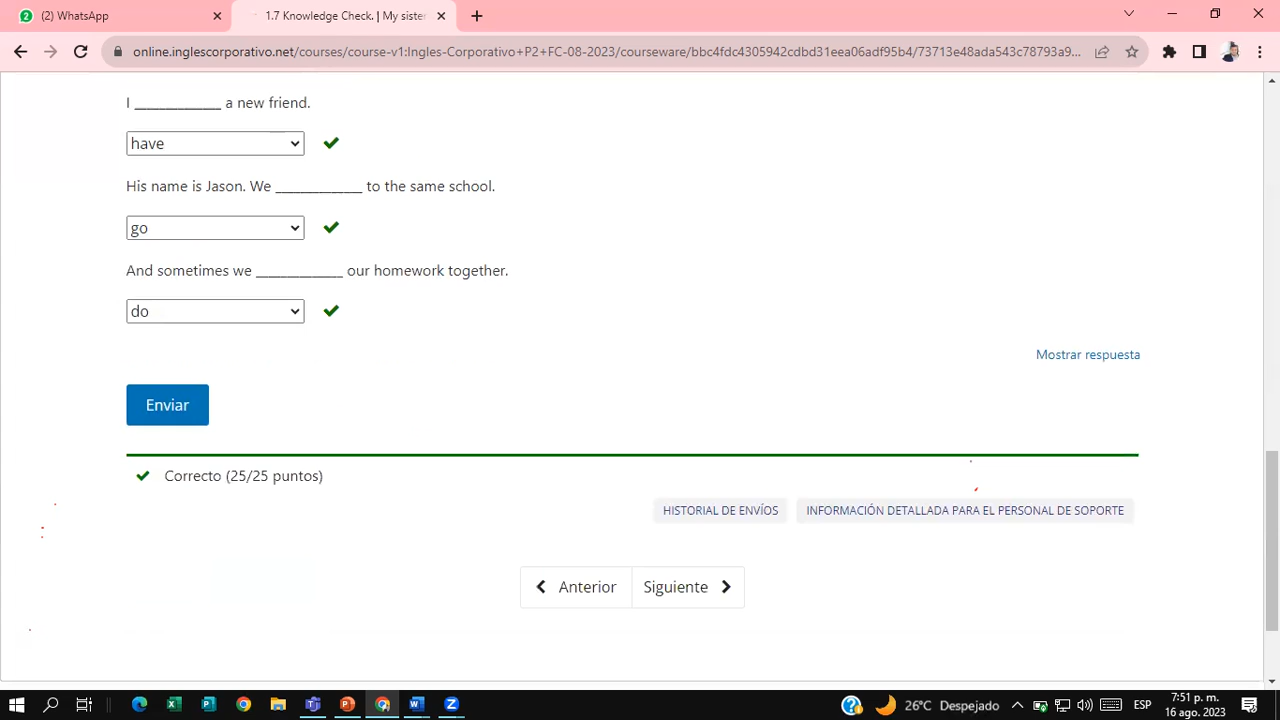 (2) WhatsApp
1.7 Knowledge Check. | My sister
online.inglescorporativo.net/courses/course-v1:Ingles-Corporativo+P2+FC-08-2023/courseware/bbc4fdc4305942cdbd31eea06adf95b4/73713e48ada543c78793a9...
I ______________ a new friend.
have
His name is Jason. We ______________ to the same school.
go
And sometimes we ______________ our homework together.
do
Mostrar respuesta
Enviar
Correcto (25/25 puntos)
HISTORIAL DE ENVÍOS
INFORMACIÓN DETALLADA PARA EL PERSONAL DE SOPORTE
Anterior
Siguiente
26°C Despejado
ESP
7:51 p. m.
16 ago. 2023